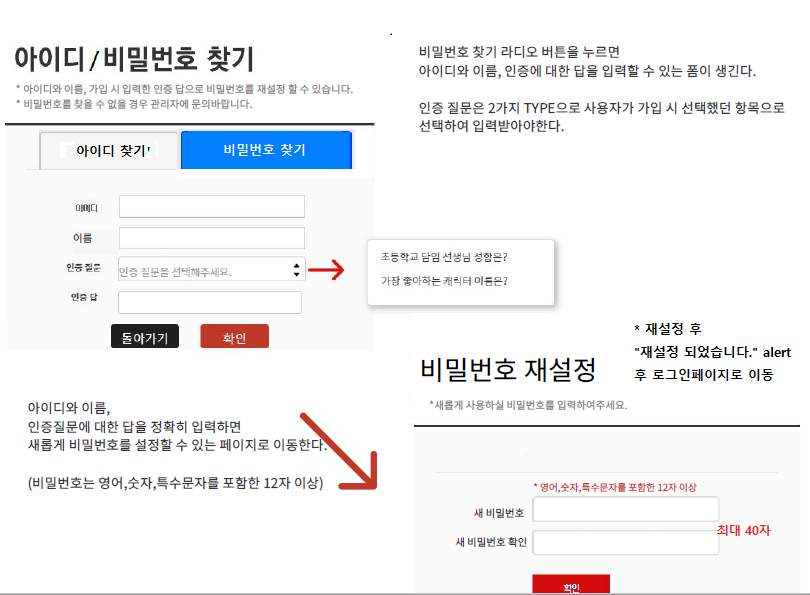 아이디 / 비밀번호 찾기
* 아이디와 이름, 가입 시 입력한 인증 답으로 비밀번호를 재설정 할 수 있습니다.
* 비밀번호를 찾을 수 없을 경우 관리자에 문의바랍니다.
아이디 찾기'
비밀번호 찾기
아이디
이름
인증 질문
인증 질문을 선택해주세요.
인증 답
돌아가기
확인
비밀번호 찾기 라디오 버튼을 누르면
아이디와 이름, 인증에 대한 답을 입력할 수 있는 폼이 생긴다.
인증 질문은 2가지 TYPE으로 사용자가 가입 시 선택했던 항목으로
선택하여 입력받아야한다.
초등학교 담임 선생님 성함은?
가장 좋아하는 캐릭터 이름은?
아이디와 이름,
인증질문에 대한 답을 정확히 입력하면
새롭게 비밀번호를 설정할 수 있는 페이지로 이동한다.
(비밀번호는 영어,숫자,특수문자를 포함한 12자 이상)
* 재설정 후
"재설정 되었습니다." alert
후 로그인페이지로 이동
비밀번호 재설정
*새롭게 사용하실 비밀번호를 입력하여주세요.
* 영어,숫자,특수문자를 포함한 12자 이상
새 비밀번호
최대 40자
새 비밀번호 확인
확인